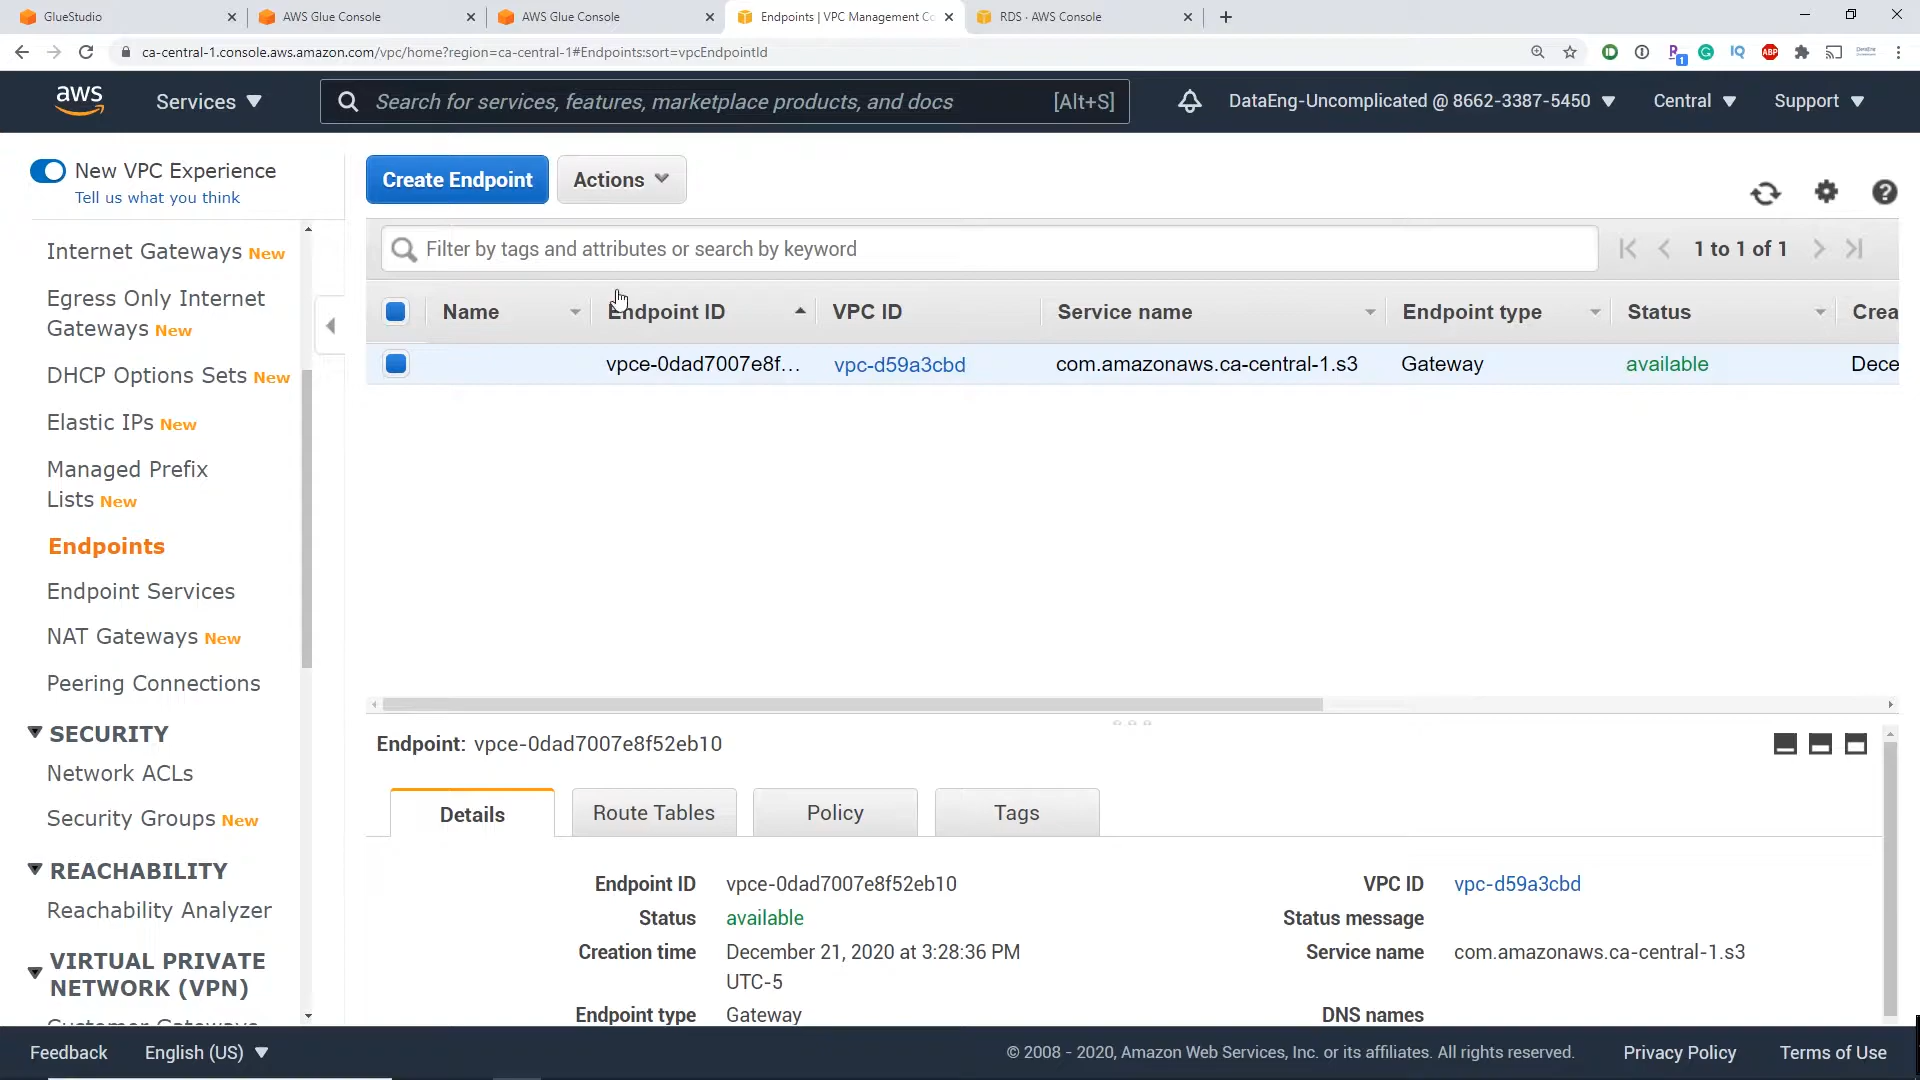 GlueStudio
AWS Glue Console
AWS Glue Console
Endpoints | VPC Management Co
RDS · AWS Console
ca-central-1.console.aws.amazon.com/vpc/home?region=ca-central-1#Endpoints:sort=vpcEndpointId
aws
Services
Search for services, features, marketplace products, and docs
[Alt+S]
DataEng-Uncomplicated @ 8662-3387-5450
Central
Support
New VPC Experience
Tell us what you think
Internet Gateways New
Egress Only Internet
Gateways New
DHCP Options Sets New
Elastic IPs New
Managed Prefix
Lists New
Endpoints
Endpoint Services
NAT Gateways New
Peering Connections
SECURITY
Network ACLs
Security Groups New
REACHABILITY
Reachability Analyzer
VIRTUAL PRIVATE
NETWORK (VPN)
Customer Gateways
Create Endpoint
Actions
Filter by tags and attributes or search by keyword
1 to 1 of 1
Name
Endpoint ID
VPC ID
Service name
Endpoint type
Status
Crea
vpce-0dad7007e8f...
vpc-d59a3cbd
com.amazonaws.ca-central-1.s3
Gateway
available
Dece
Endpoint: vpce-0dad7007e8f52eb10
Details
Route Tables
Policy
Tags
Endpoint ID
vpce-0dad7007e8f52eb10
VPC ID
vpc-d59a3cbd
Status
available
Status message
Creation time
December 21, 2020 at 3:28:36 PM
UTC-5
Service name
com.amazonaws.ca-central-1.s3
Endpoint type
Gateway
DNS names
Feedback
English (US)
© 2008 - 2020, Amazon Web Services, Inc. or its affiliates. All rights reserved.
Privacy Policy
Terms of Use